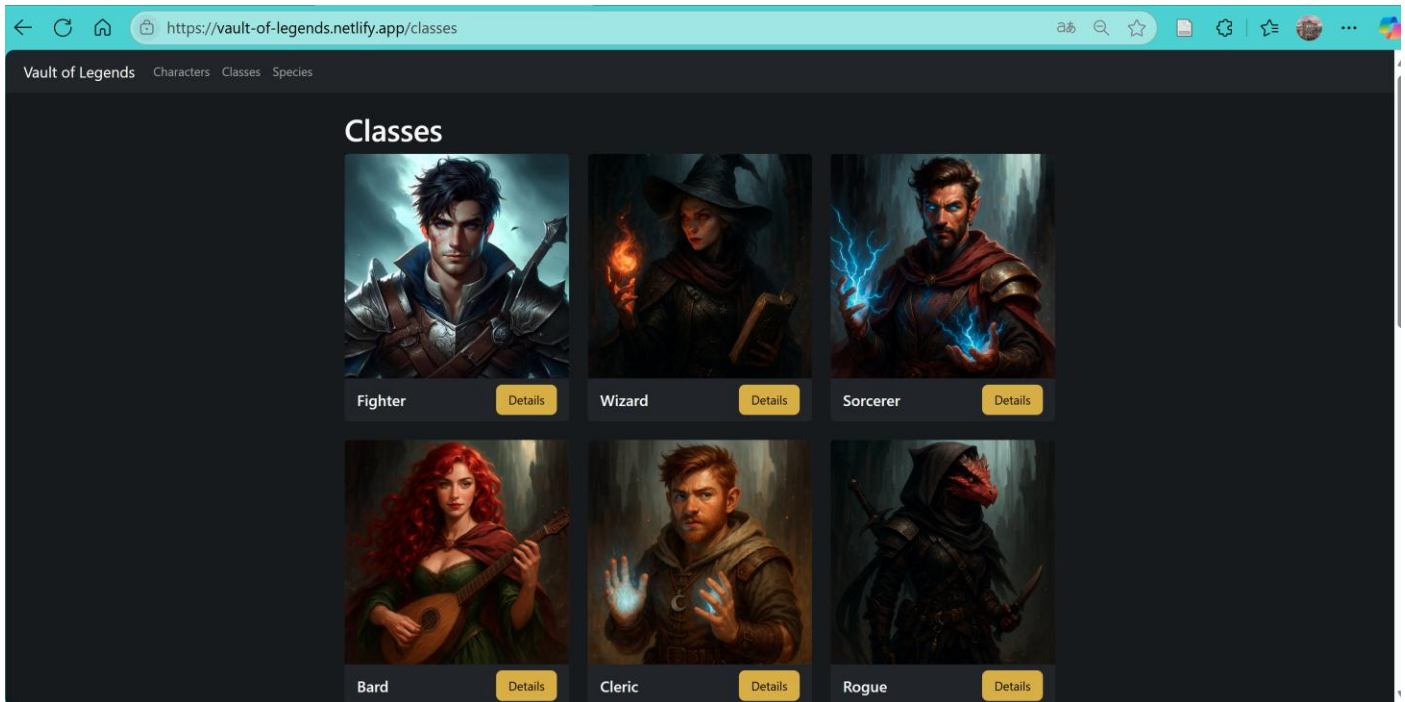 https://vault-of-legends.netlify.app/classes
Vault of Legends Characters Classes Species
Classes
Fighter Details Wizard Details Sorcerer Details
Bard Details Cleric Details Rogue Details